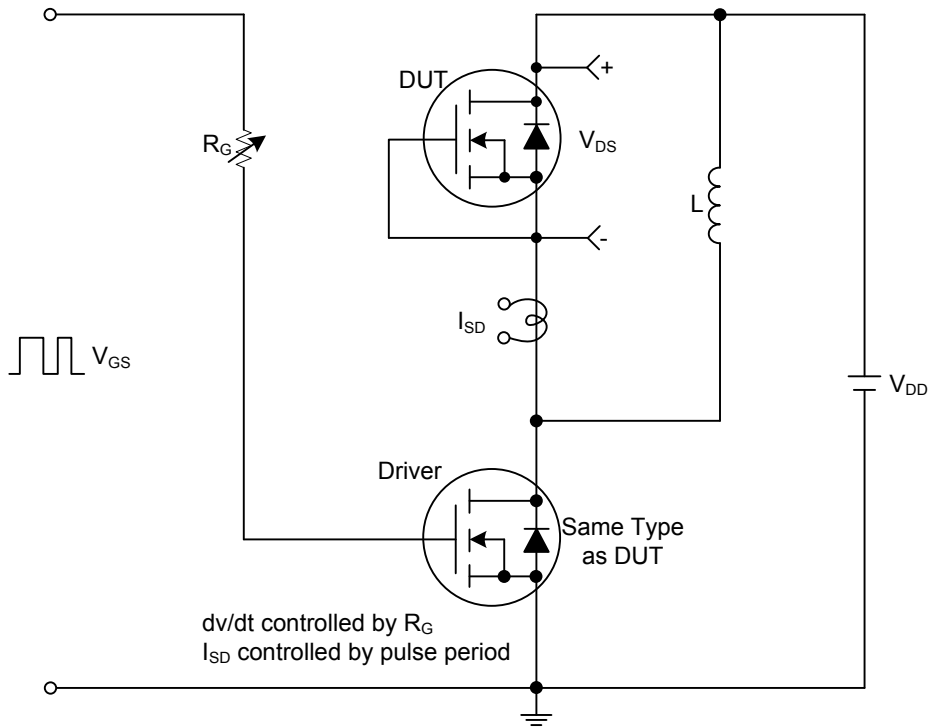 DUT
+
R_G
V_DS
L
-
I_SD
V_GS
V_DD
Driver
Same Type
as DUT
dv/dt controlled by R_G
I_SD controlled by pulse period